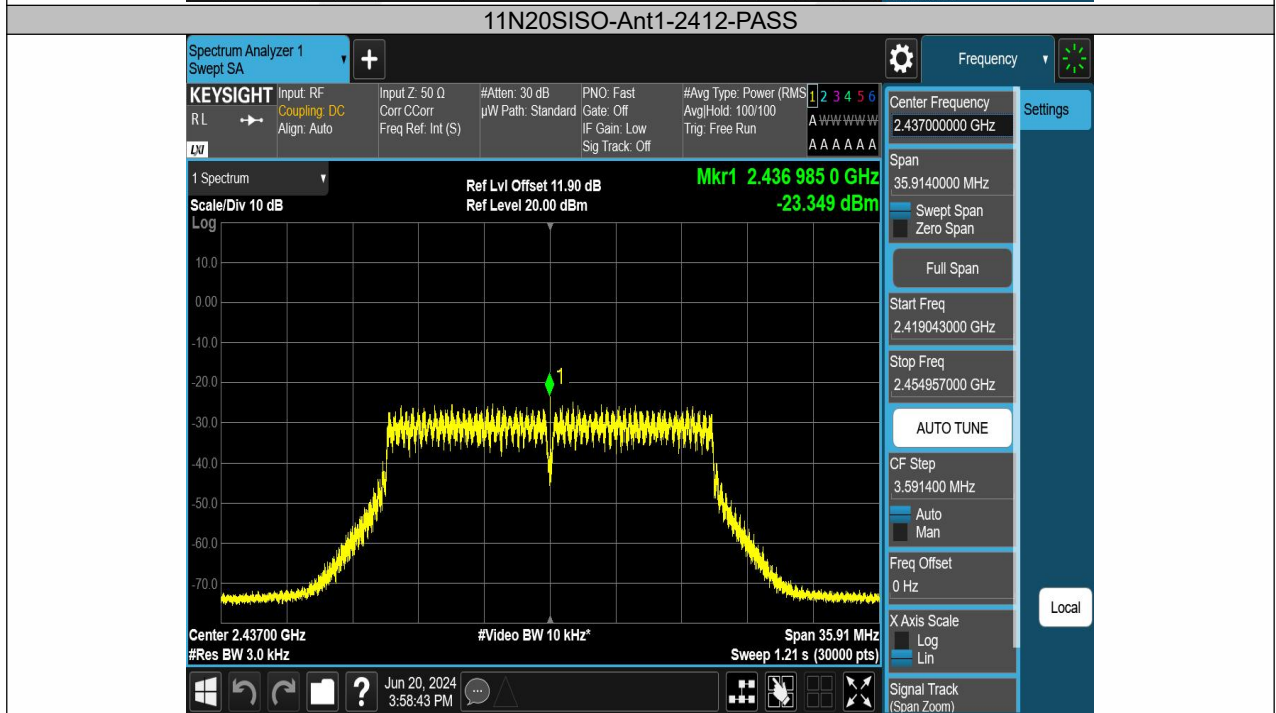 11N20SISO-Ant1-2412-PASS
Spectrum Analyzer 1
Swept SA
+
Frequency
KEYSIGHT
RL
LXI
Input: RF
Coupling: DC
Align: Auto
Input Z: 50 Ω
Corr CCorr
Freq Ref: Int (S)
#Atten: 30 dB
µW Path: Standard
PNO: Fast
Gate: Off
IF Gain: Low
Sig Track: Off
#Avg Type: Power (RMS
Avg|Hold: 100/100
Trig: Free Run
1 2 3 4 5 6
A W W W W W
A A A A A A
1 Spectrum
Scale/Div 10 dB
Log
Ref Lvl Offset 11.90 dB
Ref Level 20.00 dBm
Mkr1 2.436 985 0 GHz
-23.349 dBm
10.0
0.00
-10.0
-20.0
-30.0
-40.0
-50.0
-60.0
-70.0
1
Center 2.43700 GHz
#Res BW 3.0 kHz
#Video BW 10 kHz*
Span 35.91 MHz
Sweep 1.21 s (30000 pts)
?
Jun 20, 2024
3:58:43 PM
Center Frequency
2.437000000 GHz
Settings
Span
35.9140000 MHz
Swept Span
Zero Span
Full Span
Start Freq
2.419043000 GHz
Stop Freq
2.454957000 GHz
AUTO TUNE
CF Step
3.591400 MHz
Auto
Man
Freq Offset
0 Hz
Local
X Axis Scale
Log
Lin
Signal Track
(Span Zoom)